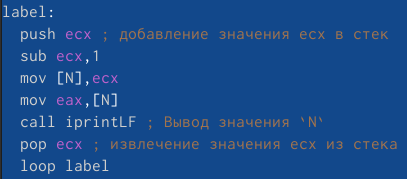 label:
push ecx ; добавление значения ecx в стек
sub ecx,1
mov [N],ecx
mov eax,[N]
call iprintLF ; Вывод значения `N`
pop ecx ; извлечение значения ecx из стека
loop label